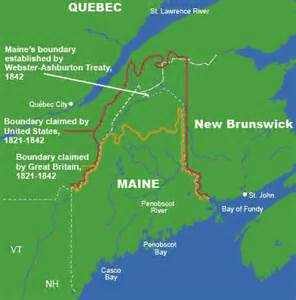 QUEBEC
St. Lawrence River
Maine's boundary
established by
Webster-Ashburton Treaty,
1842
Québec City
Boundary claimed by
United States,
1821-1842
New Brunswick
Boundary claimed
by Great Britain,
1821-1842
MAINE
St. John
Penobscot
River
Bay of Fundy
VT
Penobscot
Bay
Casco
Bay
NH